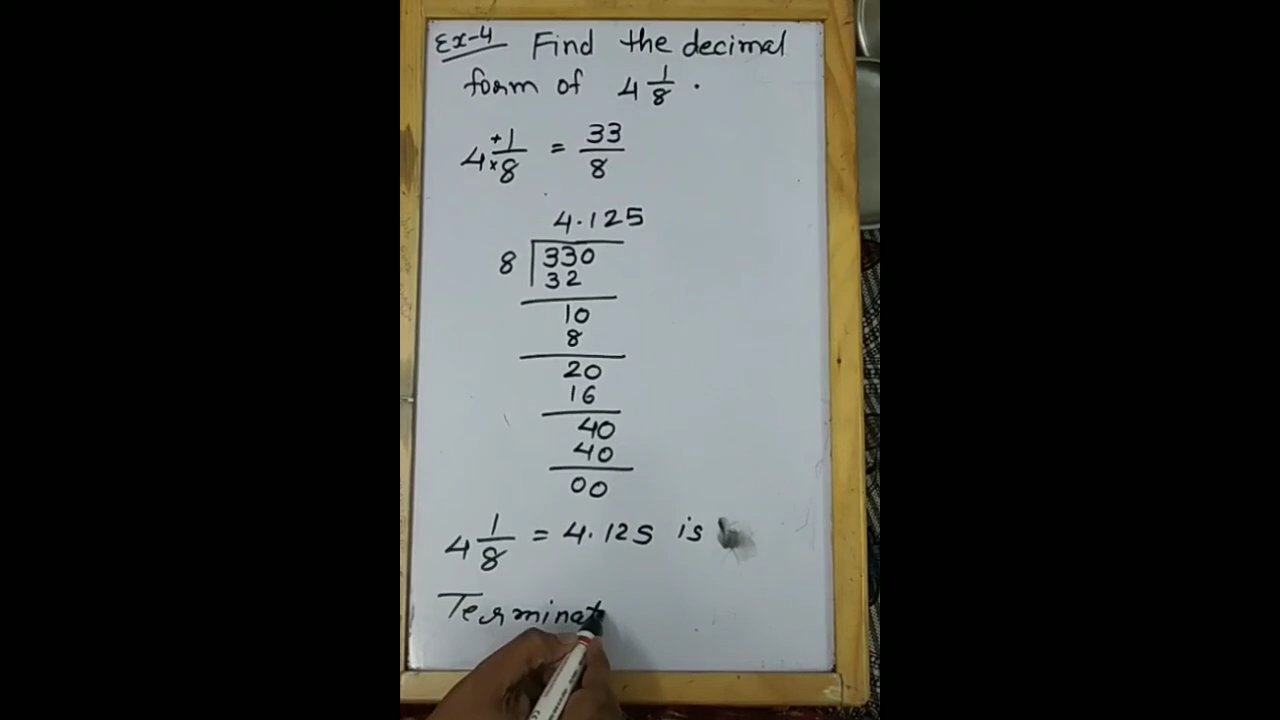 Ex-4 Find the decimal
form of 4 1/8 .
4 +1/×8 = 33/8
4.125
8 330
32
10
8
20
16
40
40
00
4 1/8 = 4.125 is
Terminat